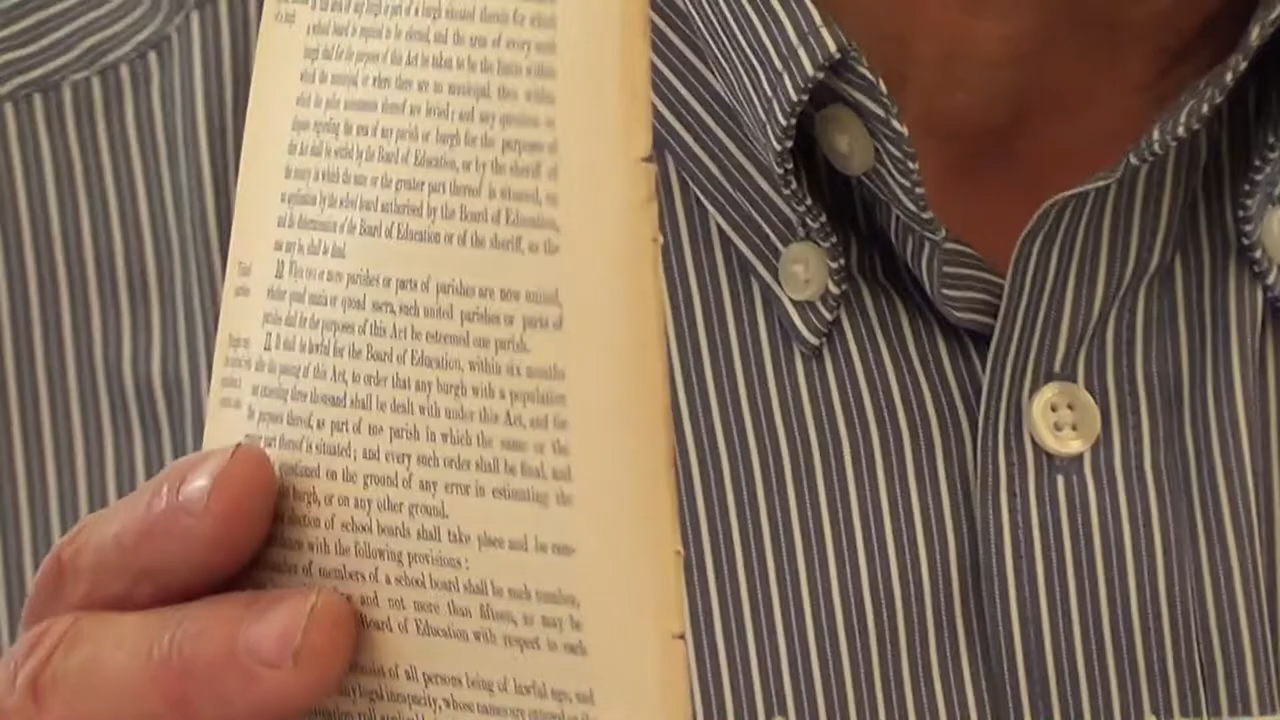 of any burgh or part of a burgh situated therein for which
a school board is required to be elected, and the area of every such
burgh shall for the purposes of this Act be taken to be the limits within
which the municipal, or where they are no municipal, then within
which the police assessments thereof are levied; and any question or
dispute regarding the area of any parish or burgh for the purposes of
this Act shall be settled by the Board of Education, or by the sheriff of
the county in which the same or the greater part thereof is situated, on
an application by the school board authorised by the Board of Education,
and the determination of the Board of Education or of the sheriff, as the
case may be, shall be final.
10. When two or more parishes or parts of parishes are now united,
whether quoad omnia or quoad sacra, such united parishes or parts of
parishes shall for the purposes of this Act be esteemed one parish.
11. It shall be lawful for the Board of Education, within six months
after the passing of this Act, to order that any burgh with a population
not exceeding three thousand shall be dealt with under this Act, and for
the purposes thereof, as part of the parish in which the same or the
part thereof is situated; and every such order shall be final, and
questioned on the ground of any error in estimating the
burgh, or on any other ground.
election of school boards shall take place and be con-
with the following provisions:
number of members of a school board shall be such number,
and not more than fifteen, as may be
Board of Education with respect to each
consist of all persons being of lawful age, and
any legal incapacity, whose names are entered on the